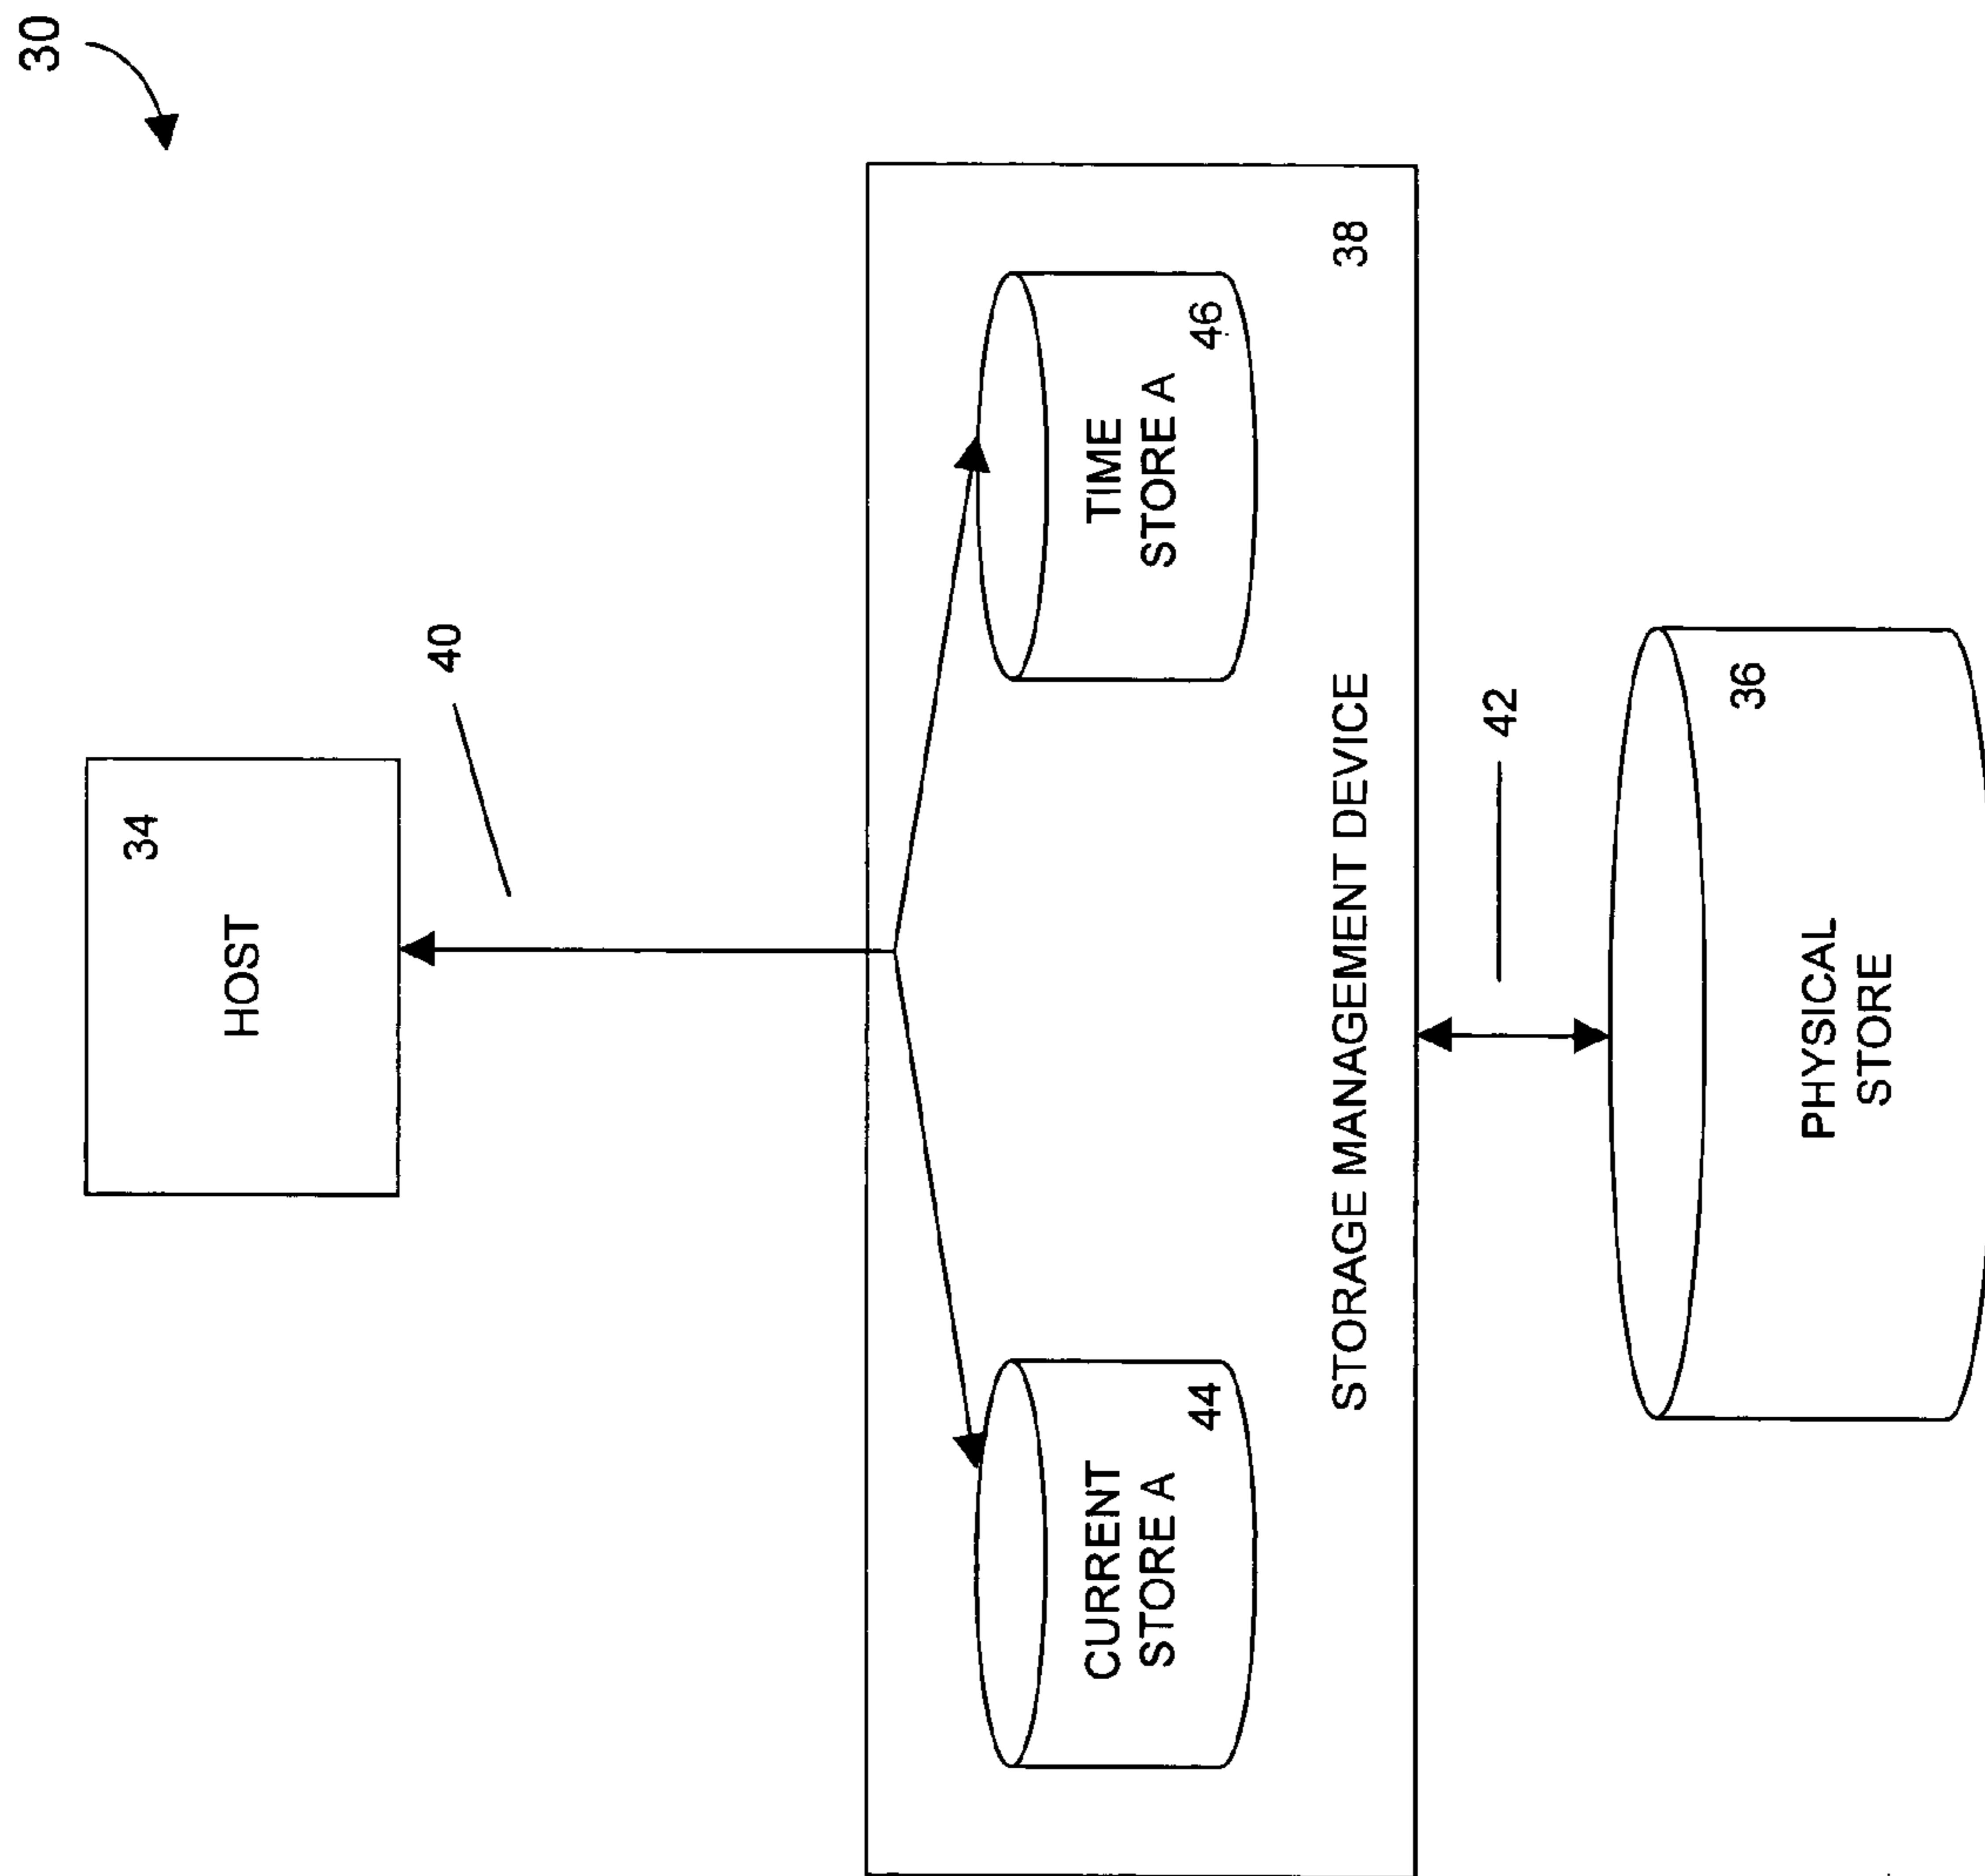 30
34
HOST
40
CURRENT
STORE A
44
TIME
STORE A
46
STORAGE MANAGEMENT DEVICE
38
42
36
PHYSICAL
STORE